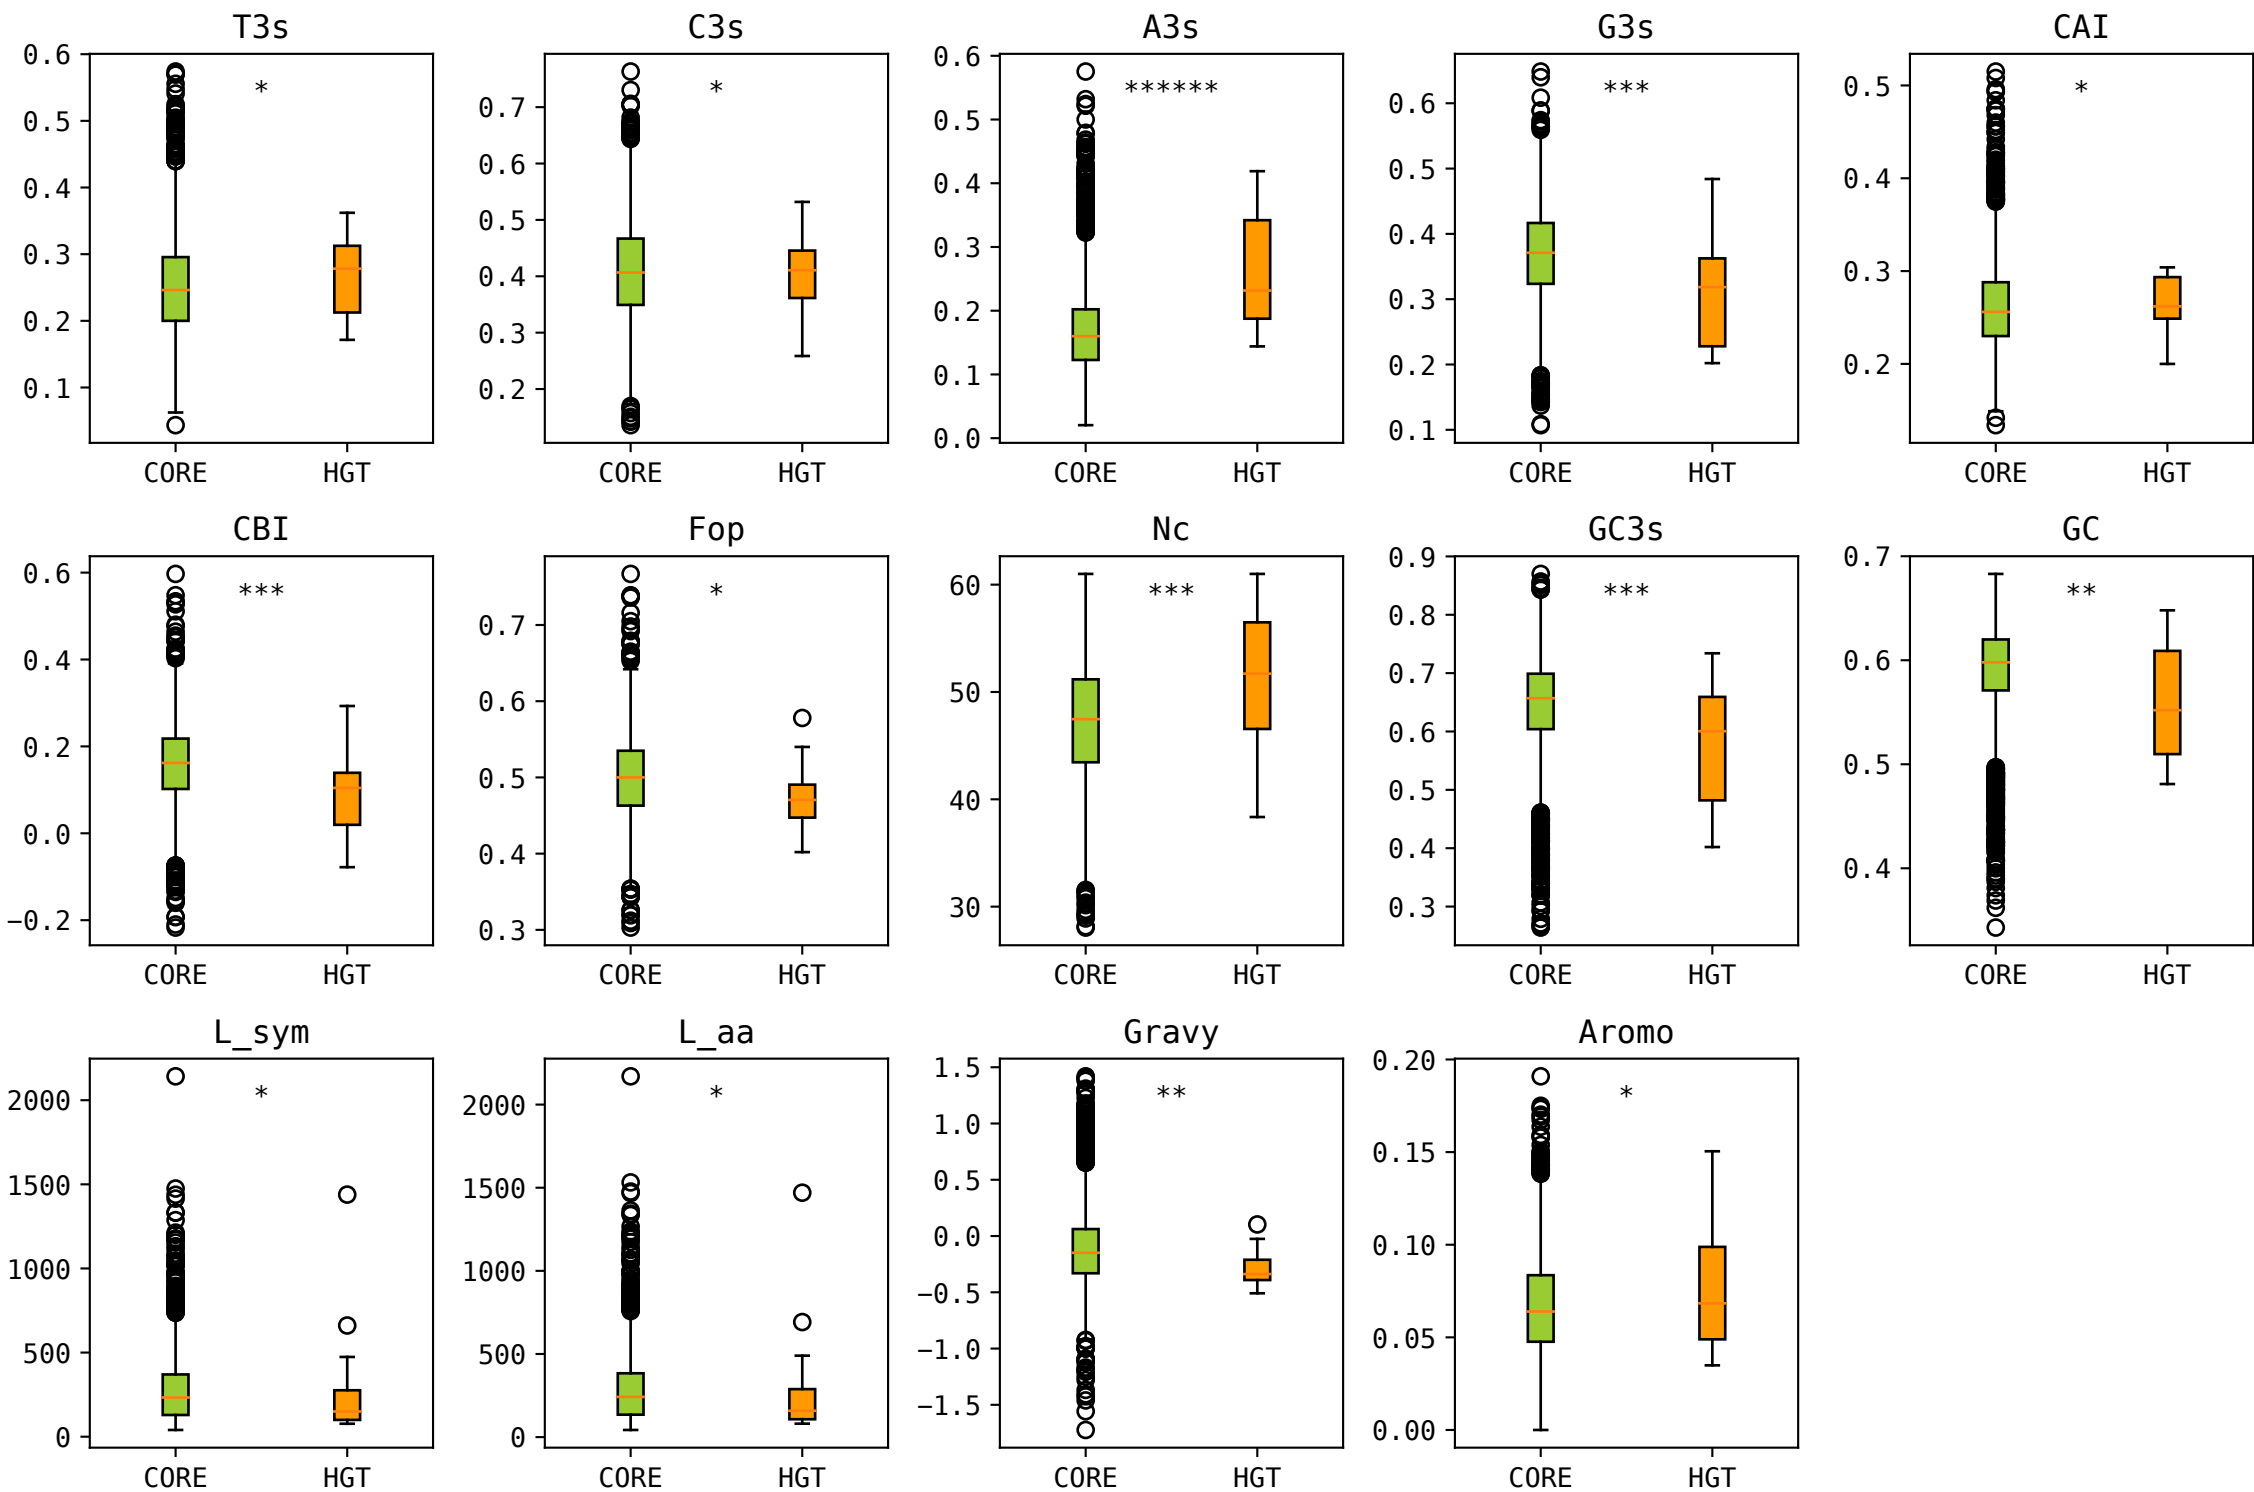 T3s
C3s
A3s
G3s
CAI
0.6
0.5
0.4
0.3
0.2
0.1
*
CORE
HGT
0.7
0.6
0.5
0.4
0.3
0.2
*
CORE
HGT
0.6
0.5
0.4
0.3
0.2
0.1
0.0
******
CORE
HGT
0.6
0.5
0.4
0.3
0.2
0.1
***
CORE
HGT
0.5
0.4
0.3
0.2
*
CORE
HGT
CBI
Fop
Nc
GC3s
GC
0.6
0.4
0.2
0.0
−0.2
***
CORE
HGT
0.7
0.6
0.5
0.4
0.3
*
CORE
HGT
60
50
40
30
***
CORE
HGT
0.9
0.8
0.7
0.6
0.5
0.4
0.3
***
CORE
HGT
0.7
0.6
0.5
0.4
**
CORE
HGT
L_sym
L_aa
Gravy
Aromo
2000
1500
1000
500
0
*
CORE
HGT
2000
1500
1000
500
0
*
CORE
HGT
1.5
1.0
0.5
0.0
−0.5
−1.0
−1.5
**
CORE
HGT
0.20
0.15
0.10
0.05
0.00
*
CORE
HGT